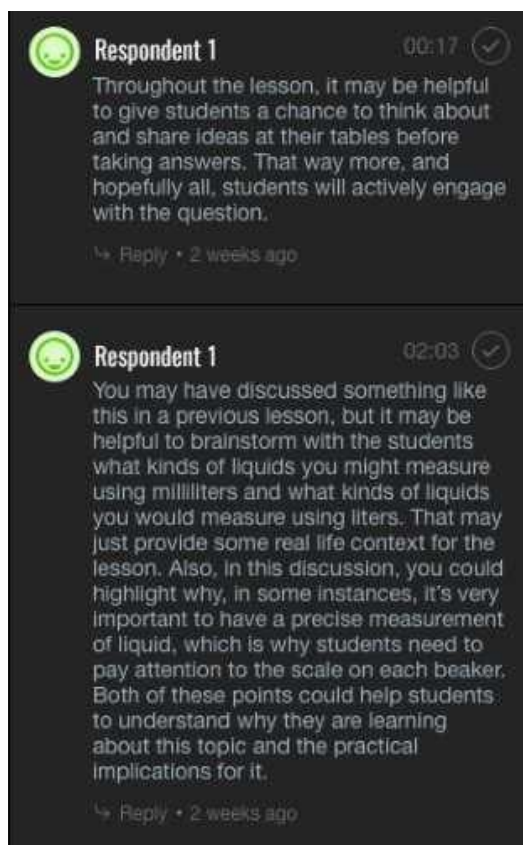 Respondent 1 00:17
Throughout the lesson, it may be helpful
to give students a chance to think about
and share ideas at their tables before
taking answers. That way more, and
hopefully all, students will actively engage
with the question.
Reply • 2 weeks ago
Respondent 1 02:03
You may have discussed something like
this in a previous lesson, but it may be
helpful to brainstorm with the students
what kinds of liquids you might measure
using milliliters and what kinds of liquids
you would measure using liters. That may
just provide some real life context for the
lesson. Also, in this discussion, you could
highlight why, in some instances, it's very
important to have a precise measurement
of liquid, which is why students need to
pay attention to the scale on each beaker.
Both of these points could help students
to understand why they are learning
about this topic and the practical
implications for it.
Reply • 2 weeks ago